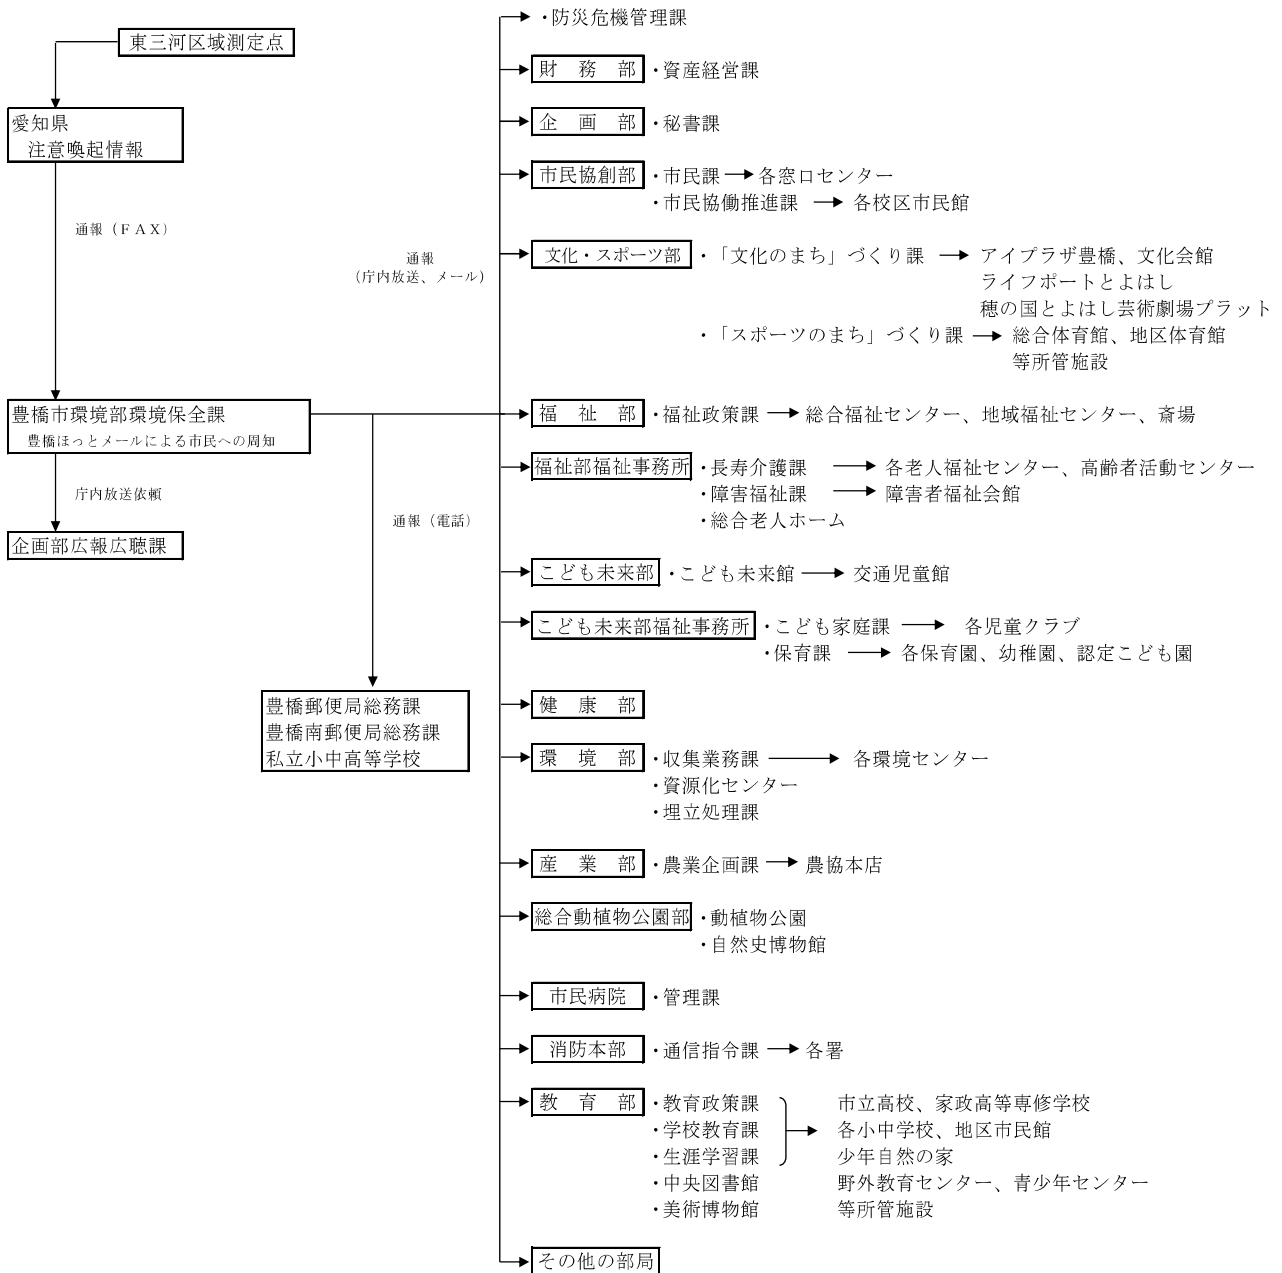 東三河区域測定点
愛知県
注意喚起情報
通報（ＦＡＸ）
豊橋市環境部環境保全課
豊橋ほっとメールによる市民への周知
庁内放送依頼
企画部広報広聴課
通報（電話）
豊橋郵便局総務課
豊橋南郵便局総務課
私立小中高等学校
通報
（庁内放送、メール）
・防災危機管理課
財　務　部 ・資産経営課
企　画　部 ・秘書課
市民協創部 ・市民課 → 各窓口センター
・市民協働推進課 → 各校区市民館
文化・スポーツ部 ・「文化のまち」づくり課 → アイプラザ豊橋、文化会館
ライフポートとよはし
穂の国とよはし芸術劇場プラット
・「スポーツのまち」づくり課 → 総合体育館、地区体育館
等所管施設
福　祉　部 ・福祉政策課 → 総合福祉センター、地域福祉センター、斎場
福祉部福祉事務所 ・長寿介護課 → 各老人福祉センター、高齢者活動センター
・障害福祉課 → 障害者福祉会館
・総合老人ホーム
こども未来部 ・こども未来館 → 交通児童館
こども未来部福祉事務所 ・こども家庭課 → 各児童クラブ
・保育課 → 各保育園、幼稚園、認定こども園
健　康　部
環　境　部 ・収集業務課 → 各環境センター
・資源化センター
・埋立処理課
産　業　部 ・農業企画課 → 農協本店
総合動植物公園部 ・動植物公園
・自然史博物館
市民病院 ・管理課
消防本部 ・通信指令課 → 各署
教　育　部 ・教育政策課 市立高校、家政高等専修学校
・学校教育課 → 各小中学校、地区市民館
・生涯学習課 少年自然の家
・中央図書館 野外教育センター、青少年センター
・美術博物館 等所管施設
その他の部局